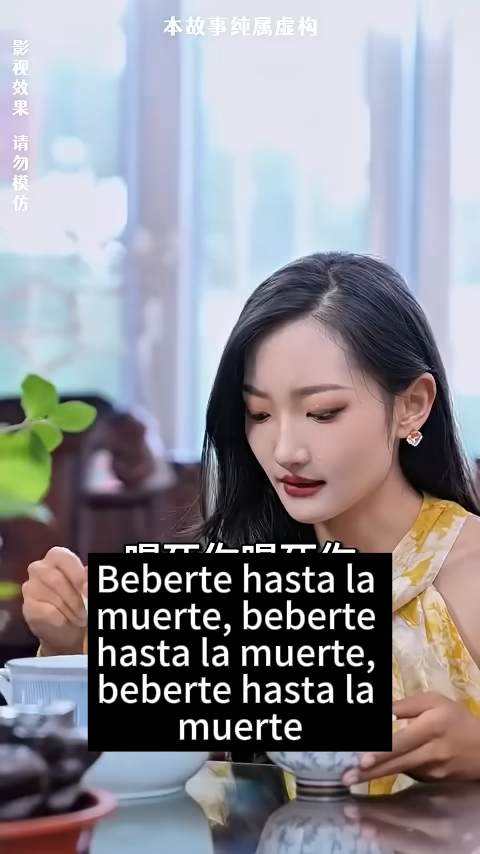 本故事纯属虚构
影视效果 请勿模仿
Beberte hasta la
muerte, beberte
hasta la muerte,
beberte hasta la
muerte